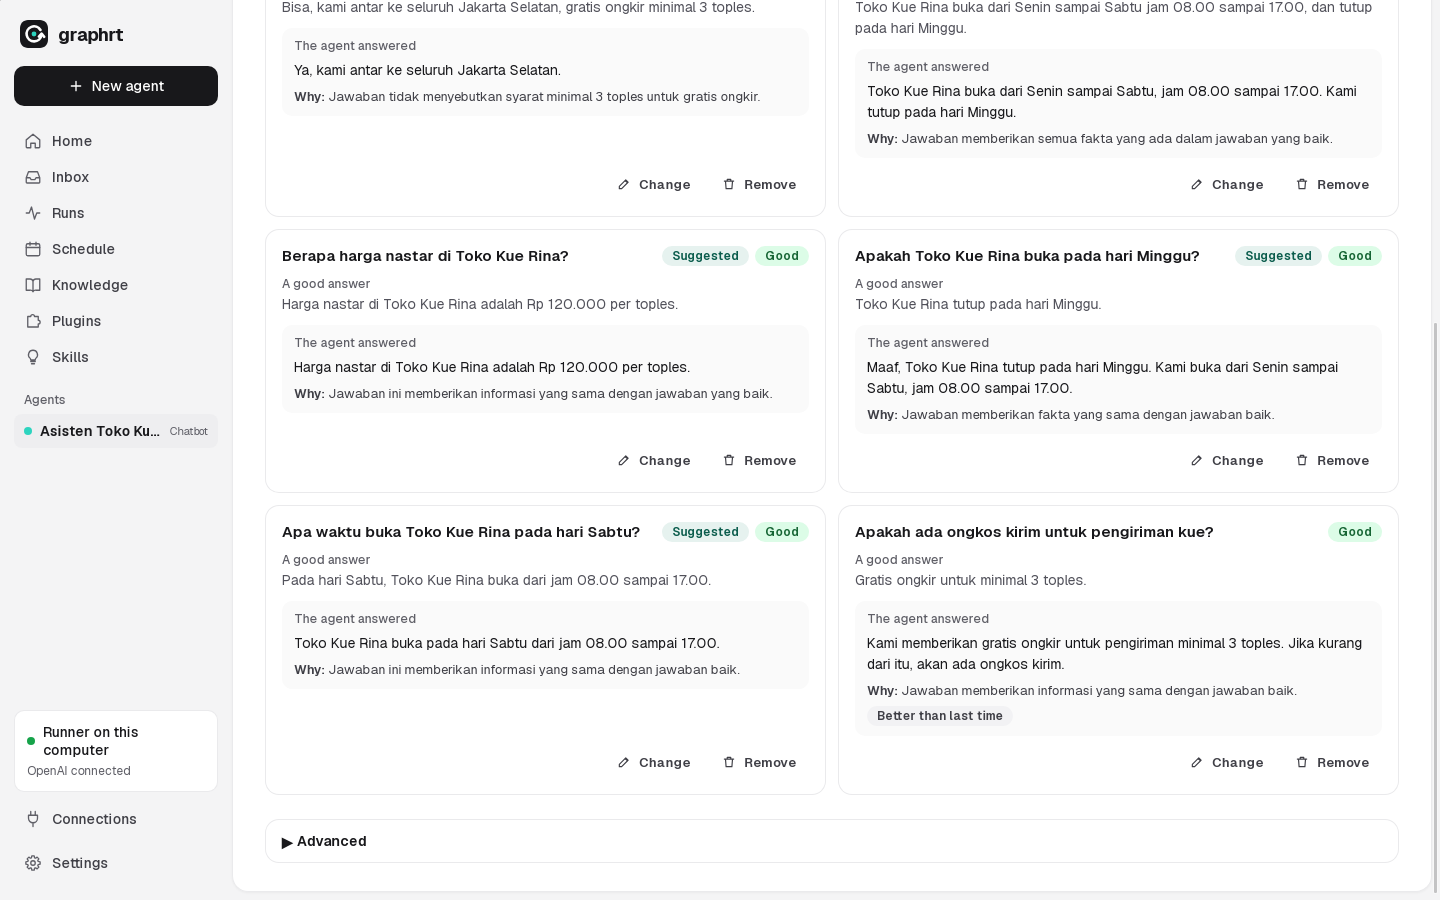 graphrt
New agent
Home
Inbox
Runs
Schedule
Knowledge
Plugins
Skills
Agents
Asisten Toko Ku... Chatbot
Runner on this
computer
OpenAI connected
Connections
Settings
Bisa, kami antar ke seluruh Jakarta Selatan, gratis ongkir minimal 3 toples.
The agent answered
Ya, kami antar ke seluruh Jakarta Selatan.
Why: Jawaban tidak menyebutkan syarat minimal 3 toples untuk gratis ongkir.
Change Remove
Toko Kue Rina buka dari Senin sampai Sabtu jam 08.00 sampai 17.00, dan tutup
pada hari Minggu.
The agent answered
Toko Kue Rina buka dari Senin sampai Sabtu, jam 08.00 sampai 17.00. Kami
tutup pada hari Minggu.
Why: Jawaban memberikan semua fakta yang ada dalam jawaban yang baik.
Change Remove
Berapa harga nastar di Toko Kue Rina? Suggested Good
A good answer
Harga nastar di Toko Kue Rina adalah Rp 120.000 per toples.
The agent answered
Harga nastar di Toko Kue Rina adalah Rp 120.000 per toples.
Why: Jawaban ini memberikan informasi yang sama dengan jawaban yang baik.
Change Remove
Apakah Toko Kue Rina buka pada hari Minggu? Suggested Good
A good answer
Toko Kue Rina tutup pada hari Minggu.
The agent answered
Maaf, Toko Kue Rina tutup pada hari Minggu. Kami buka dari Senin sampai
Sabtu, jam 08.00 sampai 17.00.
Why: Jawaban memberikan fakta yang sama dengan jawaban baik.
Change Remove
Apa waktu buka Toko Kue Rina pada hari Sabtu? Suggested Good
A good answer
Pada hari Sabtu, Toko Kue Rina buka dari jam 08.00 sampai 17.00.
The agent answered
Toko Kue Rina buka pada hari Sabtu dari jam 08.00 sampai 17.00.
Why: Jawaban ini memberikan informasi yang sama dengan jawaban baik.
Change Remove
Apakah ada ongkos kirim untuk pengiriman kue? Good
A good answer
Gratis ongkir untuk minimal 3 toples.
The agent answered
Kami memberikan gratis ongkir untuk pengiriman minimal 3 toples. Jika kurang
dari itu, akan ada ongkos kirim.
Why: Jawaban memberikan informasi yang sama dengan jawaban baik.
Better than last time
Change Remove
Advanced